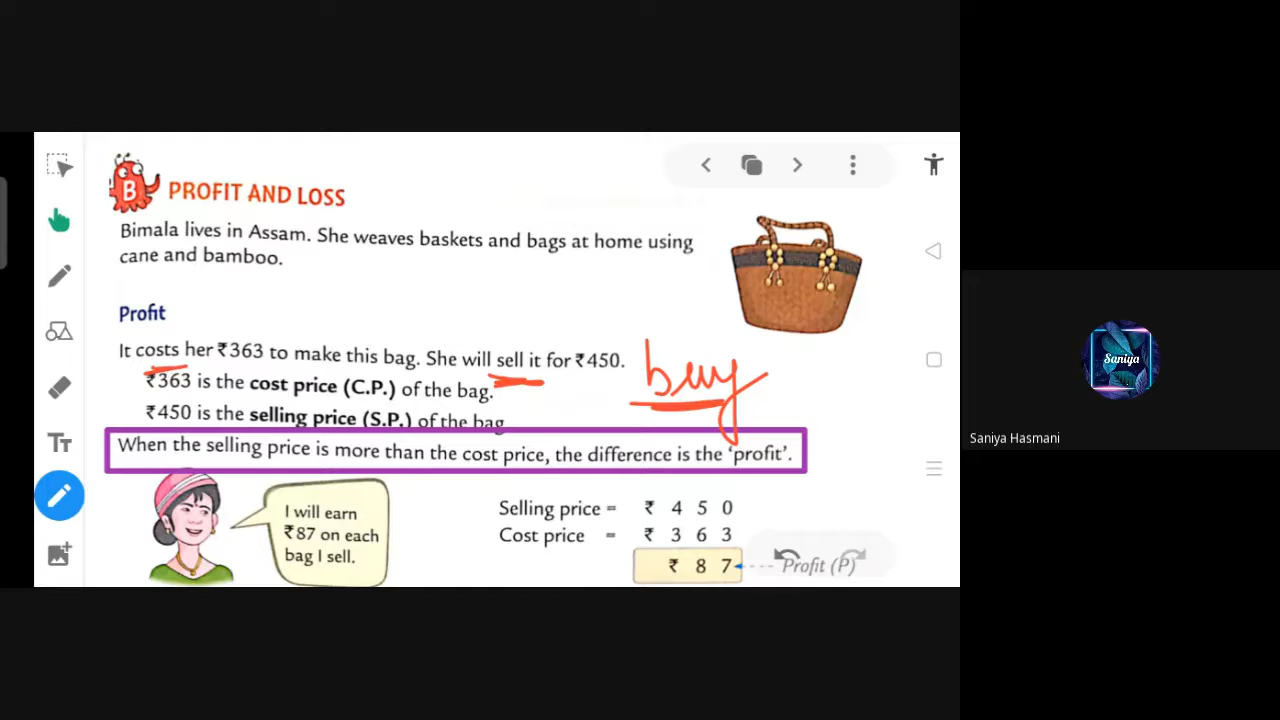 B PROFIT AND LOSS
Bimala lives in Assam. She weaves baskets and bags at home using
cane and bamboo.
Profit
It costs her ₹363 to make this bag. She will sell it for ₹450.
buy
₹363 is the cost price (C.P.) of the bag.
₹450 is the selling price (S.P.) of the bag
When the selling price is more than the cost price, the difference is the ‘profit’.
I will earn
₹87 on each
bag I sell.
Selling price = ₹ 4 5 0
Cost price = ₹ 3 6 3
₹ 8 7 Profit (P)
Tт
Saniya
Saniya Hasmani